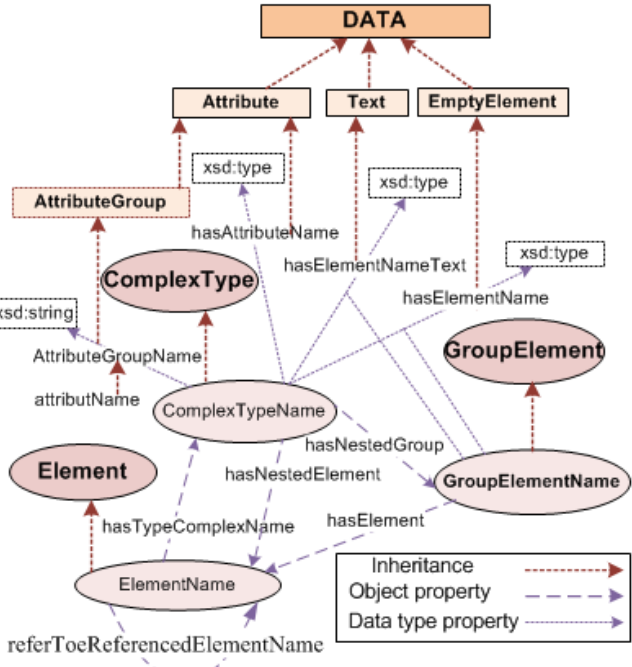 DATA
Attribute
Text
EmptyElement
xsd:type
xsd:type
AttributeGroup
hasAttributeName
xsd:type
hasElementNameText
ComplexType
hasElementName
xsd:string
AttributeGroupName
GroupElement
attributName
ComplexTypeName
hasNestedGroup
Element
hasNestedElement
GroupElementName
hasTypeComplexName
hasElement
ElementName
Inheritance
Object property
Data type property
referToeReferencedElementName